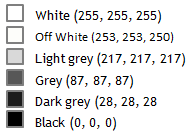 White (255, 255, 255)
Off White (253, 253, 250)
Light grey (217, 217, 217)
Grey (87, 87, 87)
Dark grey (28, 28, 28
Black (0, 0, 0)